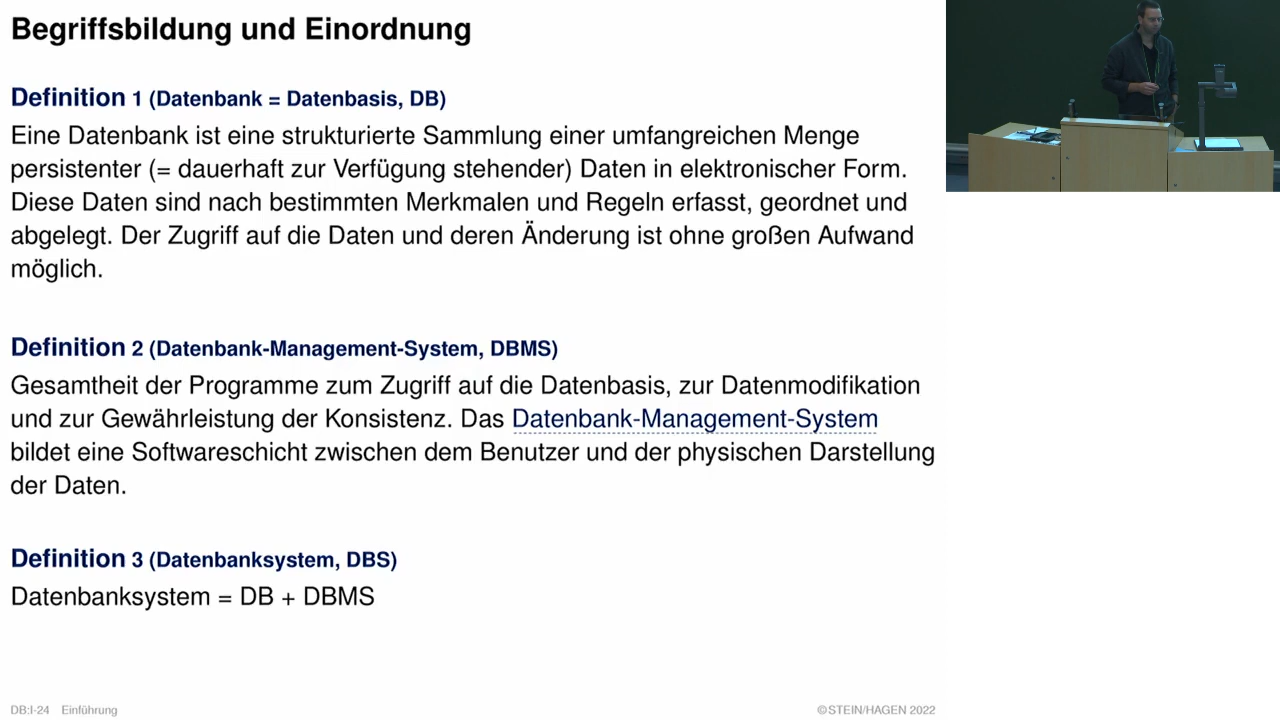 Begriffsbildung und Einordnung
Definition 1 (Datenbank = Datenbasis, DB)
Eine Datenbank ist eine strukturierte Sammlung einer umfangreichen Menge
persistenter (= dauerhaft zur Verfügung stehender) Daten in elektronischer Form.
Diese Daten sind nach bestimmten Merkmalen und Regeln erfasst, geordnet und
abgelegt. Der Zugriff auf die Daten und deren Änderung ist ohne großen Aufwand
möglich.
Definition 2 (Datenbank-Management-System, DBMS)
Gesamtheit der Programme zum Zugriff auf die Datenbasis, zur Datenmodifikation
und zur Gewährleistung der Konsistenz. Das Datenbank-Management-System
bildet eine Softwareschicht zwischen dem Benutzer und der physischen Darstellung
der Daten.
Definition 3 (Datenbanksystem, DBS)
Datenbanksystem = DB + DBMS
DB:I-24 Einführung
©STEIN/HAGEN 2022